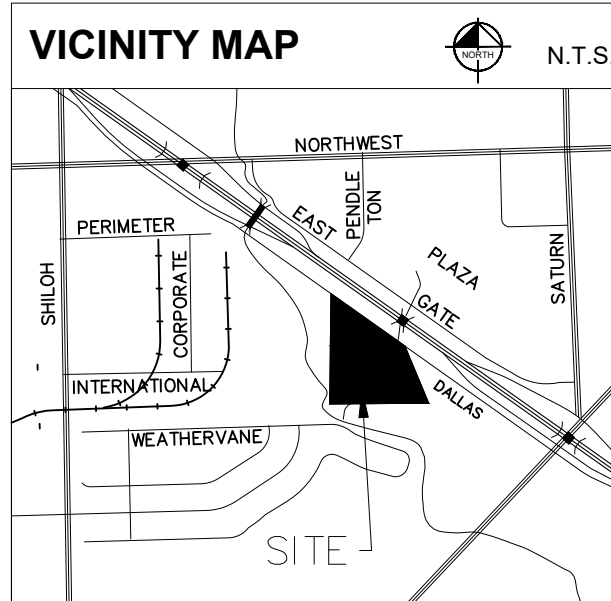 VICINITY MAP
NORTH
N.T.S.
NORTHWEST
PENDLE
TON
EAST
PERIMETER
PLAZA
SATURN
SHILOH
CORPORATE
GATE
INTERNATIONAL
DALLAS
WEATHERVANE
SITE